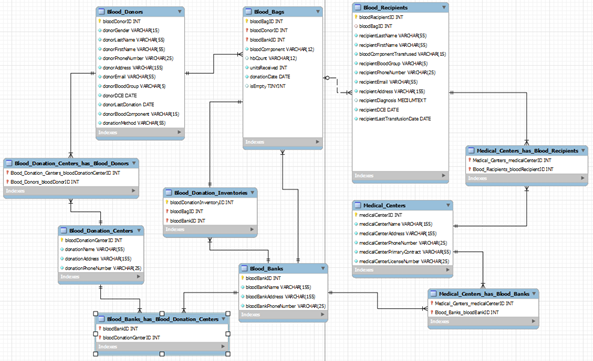 Blood_Donors
bloodDonorID INT
donorGender VARCHAR(15)
donorLastName VARCHAR(55)
donorFirstName VARCHAR(55)
donorPhoneNumber VARCHAR(25)
donorAddress VARCHAR(155)
donorEmail VARCHAR(55)
donorBloodGroup VARCHAR(5)
donorDCE DATE
donorLastDonation DATE
donorBloodComponent VARCHAR(15)
donationMethod VARCHAR(55)
Indexes
Blood_Bags
bloodBagID INT
bloodDonorID INT
bloodBankID INT
bloodComponent VARCHAR(12)
hbCount VARCHAR(12)
unitsReceived INT
donationDate DATE
isEmpty TINYINT
Indexes
Blood_Recipients
bloodRecipientID INT
bloodBagID INT
recipientLastName VARCHAR(55)
recipientFirstName VARCHAR(55)
bloodComponentTransfused VARCHAR(15)
recipientBloodGroup VARCHAR(5)
recipientPhoneNumber VARCHAR(25)
recipientEmail VARCHAR(55)
recipientAddress VARCHAR(155)
recipientDiagnosis MEDIUMTEXT
recipientDCE DATE
recipientLastTransfusionDate DATE
Indexes
Blood_Donation_Centers_has_Blood_Donors
Blood_Donation_Centers_bloodDonationCenterID INT
Blood_Donors_bloodDonorID INT
Indexes
Medical_Centers_has_Blood_Recipients
Medical_Centers_medicalCenterID INT
Blood_Recipients_bloodRecipientID INT
Indexes
Blood_Donation_Inventories
bloodDonationInventoryID INT
bloodBagID INT
bloodBankID INT
Indexes
Medical_Centers
medicalCenterID INT
medicalCenterName VARCHAR(155)
medicalCenterAddress VARCHAR(155)
medicalCenterPhoneNumber VARCHAR(25)
medicalCenterPrimaryContract VARCHAR(55)
medicalCenterLicenseNumber VARCHAR(25)
Indexes
Blood_Donation_Centers
bloodDonationCenterID INT
donationName VARCHAR(55)
donationAddress VARCHAR(155)
donationPhoneNumber VARCHAR(25)
Indexes
Blood_Banks
bloodBankID INT
bloodBankName VARCHAR(155)
bloodBankAddress VARCHAR(155)
bloodBankPhoneNumber VARCHAR(25)
Indexes
Medical_Centers_has_Blood_Banks
Medical_Centers_medicalCenterID INT
Blood_Banks_bloodBankID INT
Indexes
Blood_Banks_has_Blood_Donation_Centers
bloodBankID INT
bloodDonationCenterID INT
Indexes